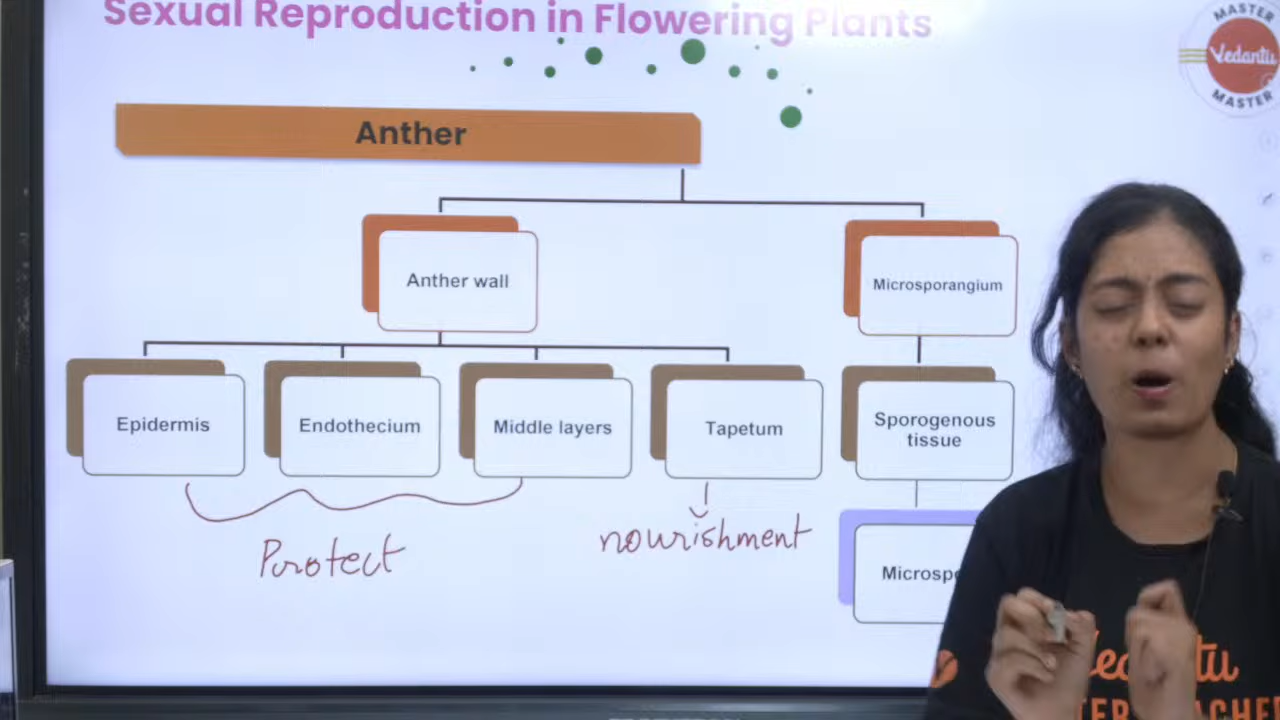 Sexual Reproduction in Flowering Plants
MASTER
Vedantu
MASTER
Anther
Anther wall
Microsporangium
Epidermis
Endothecium
Middle layers
Tapetum
Sporogenous
tissue
Protect
nourishment